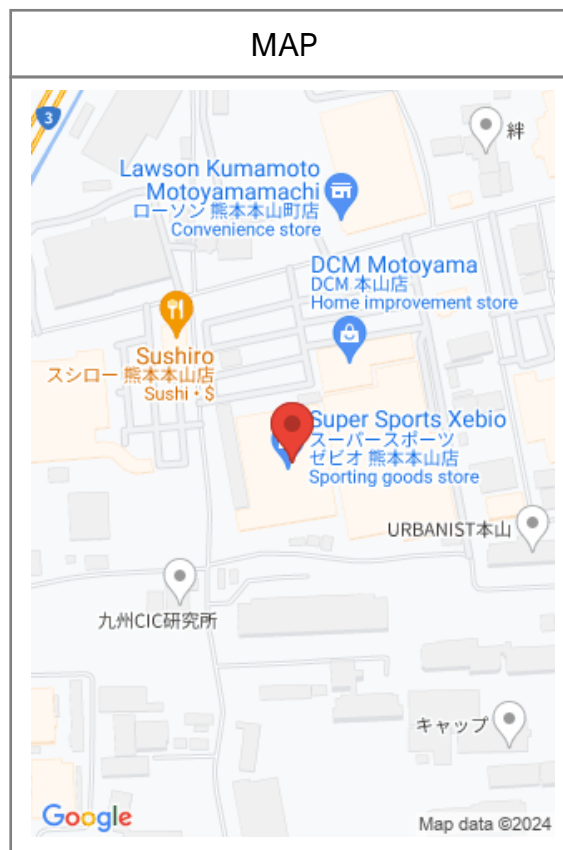 MAP
3
絆
Lawson Kumamoto
Motoyamamachi
ローソン 熊本本山町店
Convenience store
DCM Motoyama
DCM 本山店
Home improvement store
Sushiro
スシロー 熊本本山店
Sushi・$
Super Sports Xebio
スーパースポーツ
ゼビオ 熊本本山店
Sporting goods store
URBANIST本山
九州CIC研究所
キャップ
Google
Map data ©2024